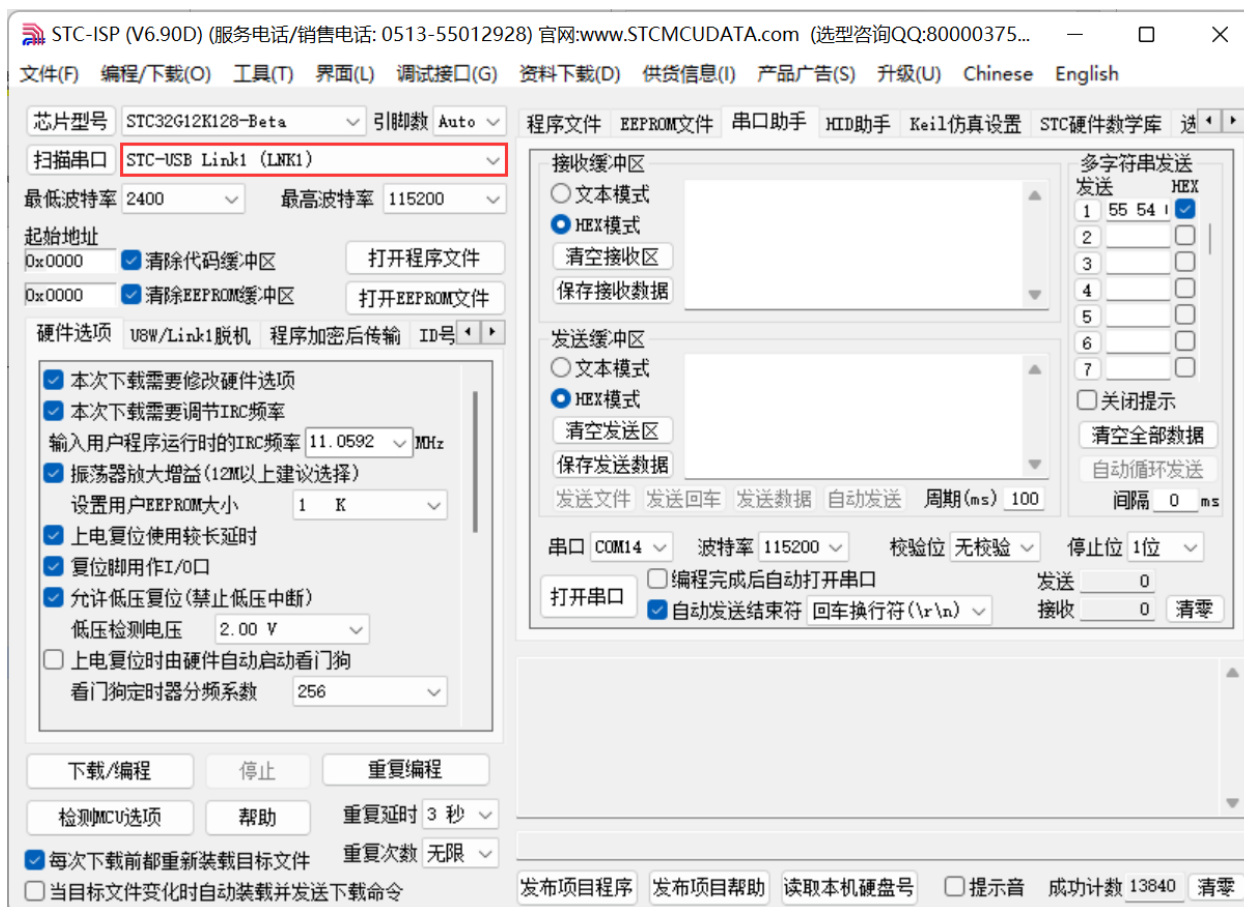 STC-ISP (V6.90D) (服务电话/销售电话: 0513-55012928) 官网:www.STCMCUDATA.com (选型咨询QQ:80000375...
文件(F) 编程/下载(O) 工具(T) 界面(L) 调试接口(G) 资料下载(D) 供货信息(I) 产品广告(S) 升级(U) Chinese English
芯片型号 STC32G12K128-Beta 引脚数 Auto
扫描串口 STC-USB Link1 (LNK1)
最低波特率 2400 最高波特率 115200
起始地址
0x0000 清除代码缓冲区 打开程序文件
0x0000 清除EEPROM缓冲区 打开EEPROM文件
硬件选项 U8W/Link1脱机 程序加密后传输 ID号
本次下载需要修改硬件选项
本次下载需要调节IRC频率
输入用户程序运行时的IRC频率 11.0592 MHz
振荡器放大增益(12M以上建议选择)
设置用户EEPROM大小 1 K
上电复位使用较长延时
复位脚用作I/O口
允许低压复位(禁止低压中断)
低压检测电压 2.00 V
上电复位时由硬件自动启动看门狗
看门狗定时器分频系数 256
下载/编程 停止 重复编程
检测MCU选项 帮助 重复延时 3 秒
每次下载前都重新装载目标文件 重复次数 无限
当目标文件变化时自动装载并发送下载命令
程序文件 EEPROM文件 串口助手 HID助手 Keil仿真设置 STC硬件数学库 选
接收缓冲区
文本模式
HEX模式
清空接收区
保存接收数据
发送缓冲区
文本模式
HEX模式
清空发送区
保存发送数据
发送文件 发送回车 发送数据 自动发送 周期(ms) 100
多字符串发送
发送 HEX
1 55 54
2
3
4
5
6
7
关闭提示
清空全部数据
自动循环发送
间隔 0 ms
串口 COM14 波特率 115200 校验位 无校验 停止位 1位
打开串口 编程完成后自动打开串口 发送 0
自动发送结束符 回车换行符(\r\n) 接收 0 清零
发布项目程序 发布项目帮助 读取本机硬盘号 提示音 成功计数 13840 清零